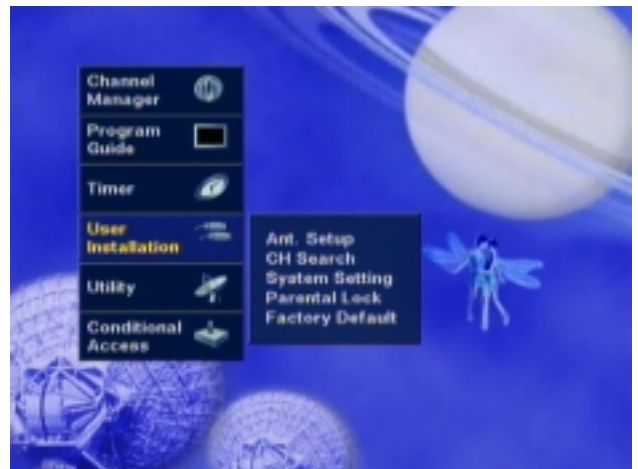 Channel
Manager
Program
Guide
Timer
User
Installation
Utility
Conditional
Access
Ant. Setup
CH Search
System Setting
Parental Lock
Factory Default